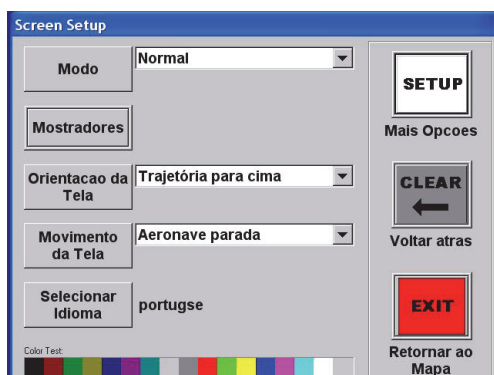 Screen Setup
Modo
Normal
Mostradores
Orientacao da
Tela
Trajetória para cima
Movimento
da Tela
Aeronave parada
Selecionar
Idioma
portugse
Color Test:
SETUP
Mais Opcoes
CLEAR
Voltar atras
EXIT
Retornar ao
Mapa